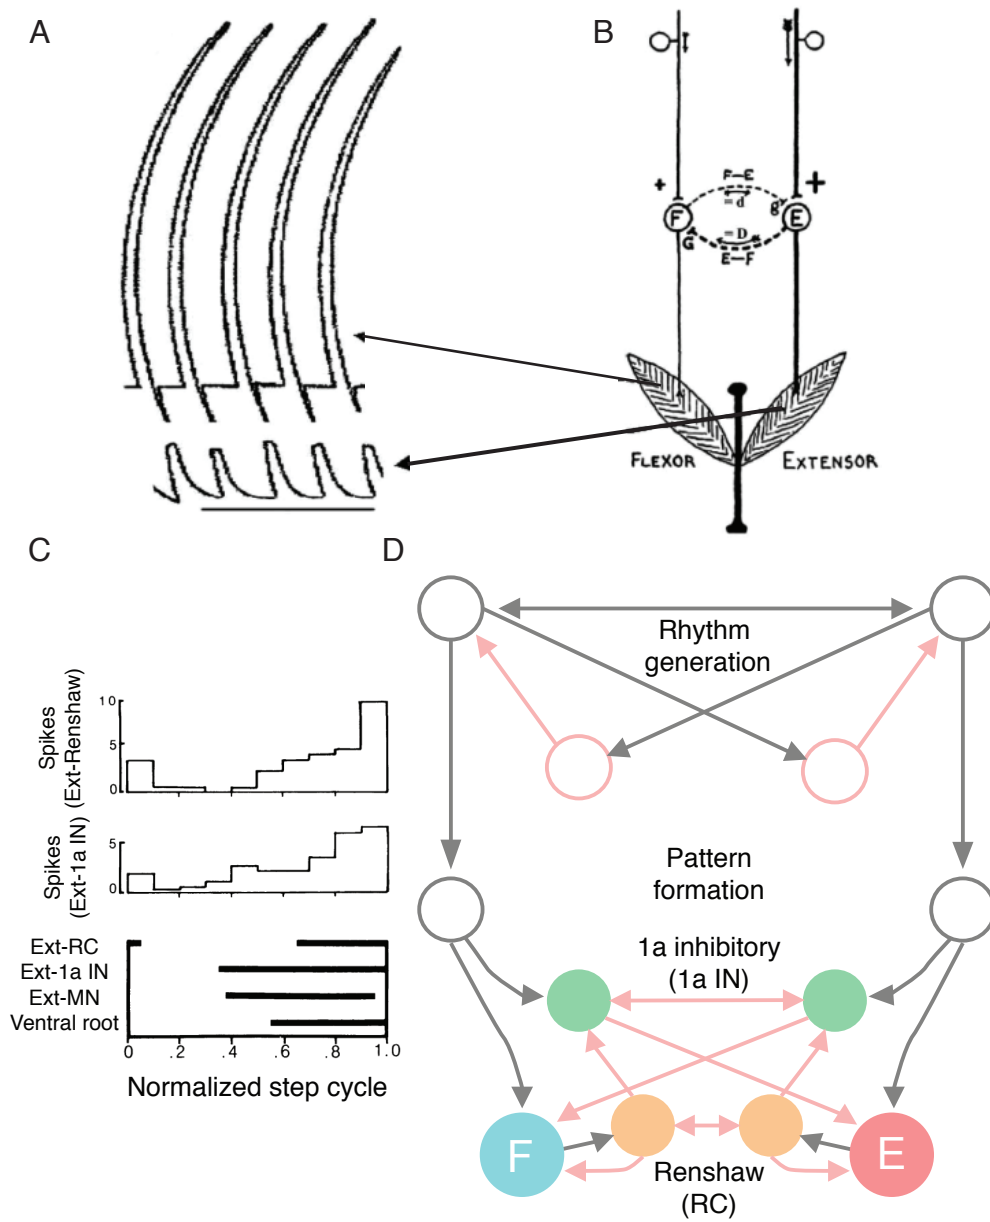 A
B
F–E
= d
+
+
F
g
E
G
= D
E–F
FLEXOR
EXTENSOR
C
D
Rhythm
generation
Spikes
(Ext-Renshaw)
10
5
0
Spikes
(Ext-1a IN)
5
0
Pattern
formation
Ext-RC
Ext-1a IN
Ext-MN
Ventral root
0 .2 .4 .6 .8 1.0
Normalized step cycle
1a inhibitory
(1a IN)
F
E
Renshaw
(RC)